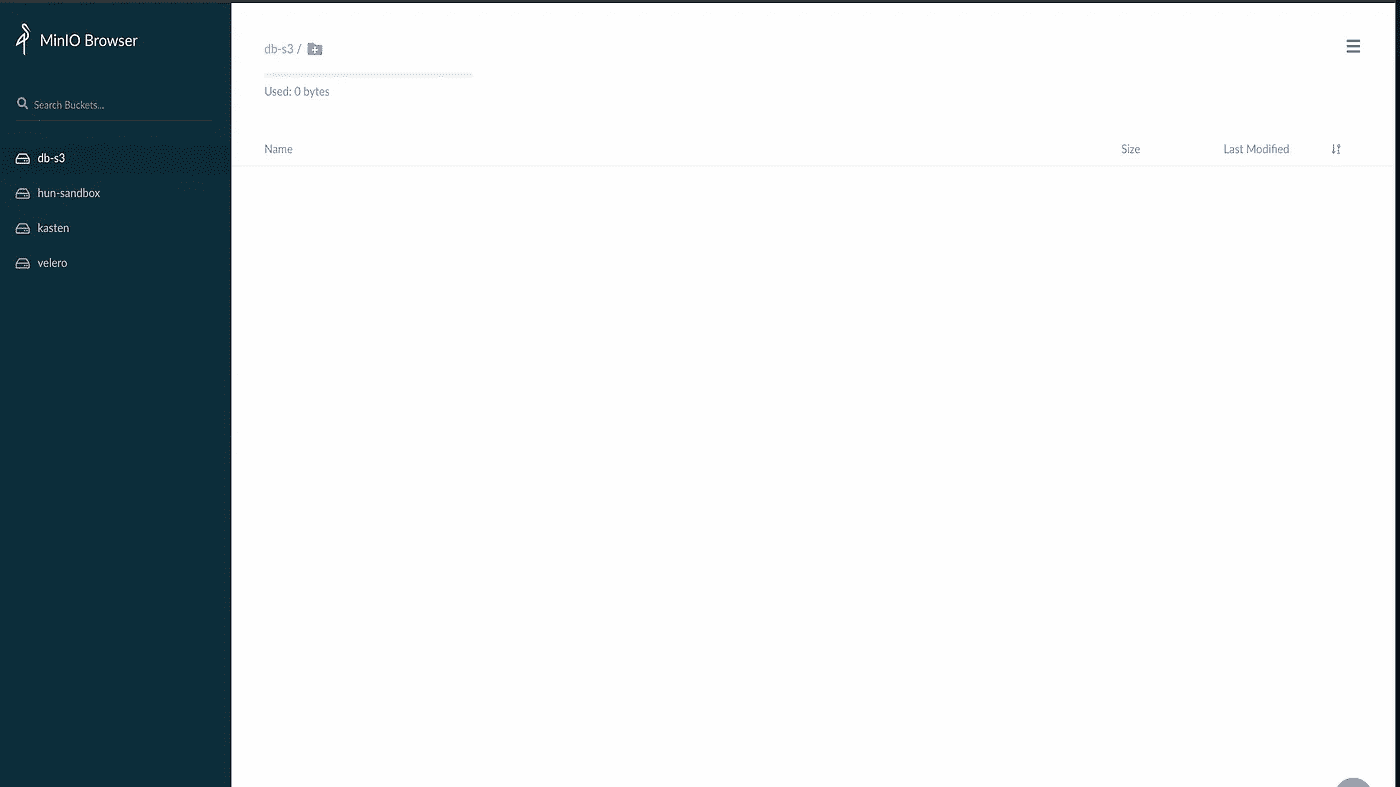 MinIO Browser
Search Buckets...
db-s3
hun-sandbox
kasten
velero
db-s3 /
Used: 0 bytes
Name Size Last Modified